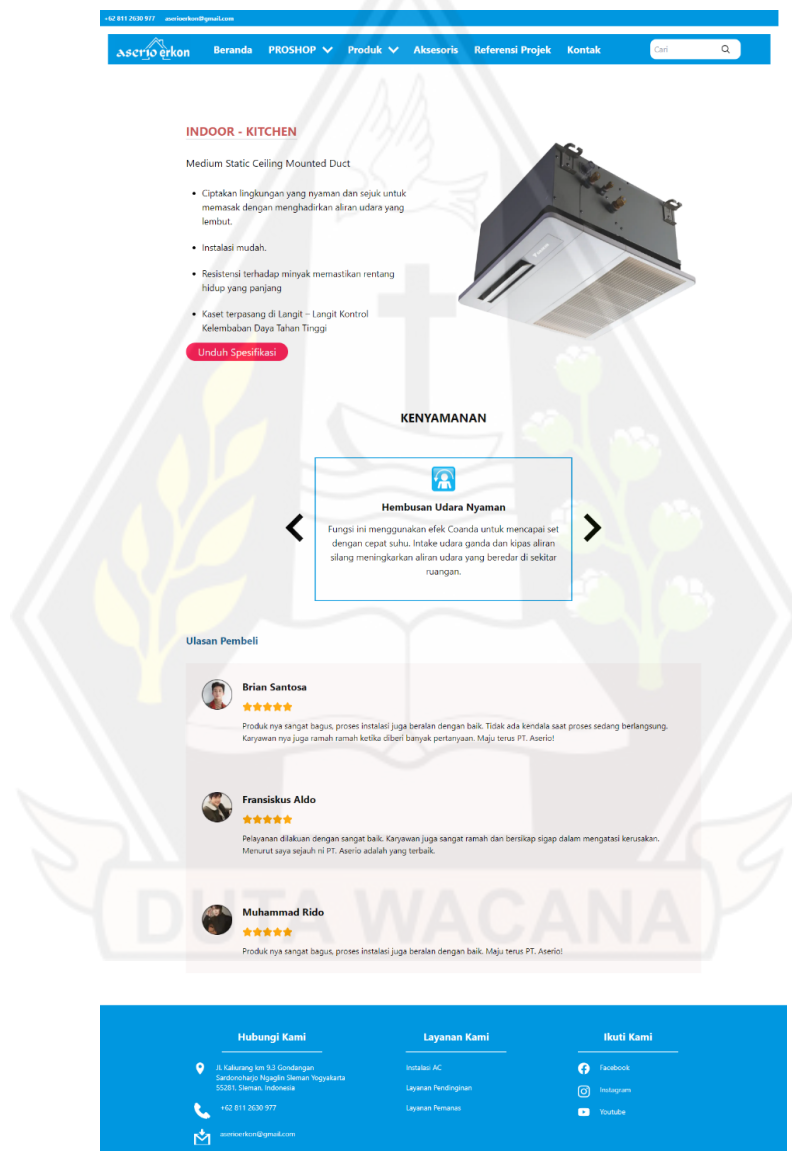 +62 811 2630 977 aserioerkon@gmail.com
aserio erkon Beranda PROSHOP Produk Aksesoris Referensi Projek Kontak Cari
INDOOR - KITCHEN
Medium Static Ceiling Mounted Duct
• Ciptakan lingkungan yang nyaman dan sejuk untuk
memasak dengan menghadirkan aliran udara yang
lembut.
• Instalasi mudah.
• Resistensi terhadap minyak memastikan rentang
hidup yang panjang
• Kaset terpasang di Langit – Langit Kontrol
Kelembaban Daya Tahan Tinggi
Unduh Spesifikasi
KENYAMANAN
Hembusan Udara Nyaman
Fungsi ini menggunakan efek Coanda untuk mencapai set
dengan cepat suhu. Intake udara ganda dan kipas aliran
silang meningkarkan aliran udara yang beredar di sekitar
ruangan.
Ulasan Pembeli
Brian Santosa
Produk nya sangat bagus, proses instalasi juga beralan dengan baik. Tidak ada kendala saat proses sedang berlangsung.
Karyawan nya juga ramah ramah ketika diberi banyak pertanyaan. Maju terus PT. Aserio!
Fransiskus Aldo
Pelayanan dilakuan dengan sangat baik. Karyawan juga sangat ramah dan bersikap sigap dalam mengatasi kerusakan.
Menurut saya sejauh ni PT. Aserio adalah yang terbaik.
Muhammad Rido
Produk nya sangat bagus, proses instalasi juga beralan dengan baik. Maju terus PT. Aserio!
DUTA WACANA
Hubungi Kami
Jl. Kaliurang km 9.3 Gondangan
Sardonoharjo Ngaglin Sleman Yogyakarta
55281, Sleman. Indonesia
+62 811 2630 977
aserioerkon@gmail.com
Layanan Kami
Instalasi AC
Layanan Pendinginan
Layanan Pemanas
Ikuti Kami
Facebook
Instagram
Youtube